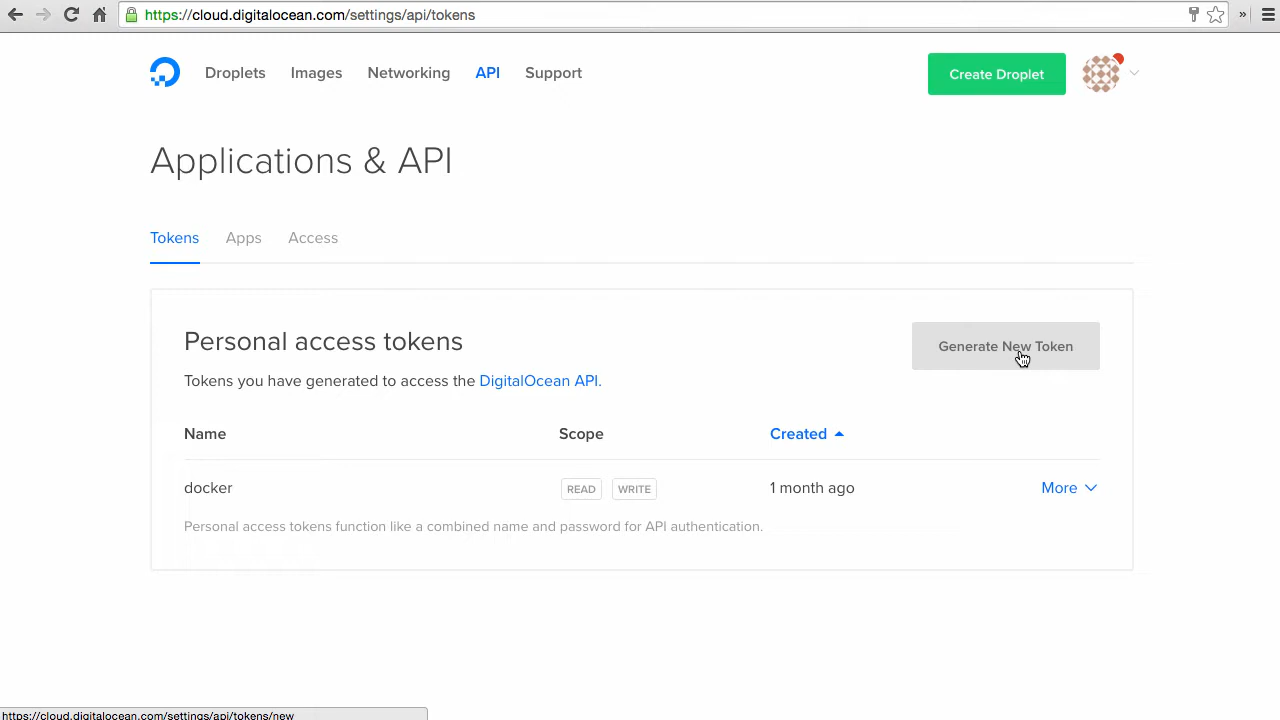 https://cloud.digitalocean.com/settings/api/tokens
»
Droplets Images Networking API Support Create Droplet
Applications & API
Tokens Apps Access
Personal access tokens
Generate New Token
Tokens you have generated to access the DigitalOcean API.
Name Scope Created
docker READ WRITE 1 month ago More
Personal access tokens function like a combined name and password for API authentication.
https://cloud.digitalocean.com/settings/api/tokens/new